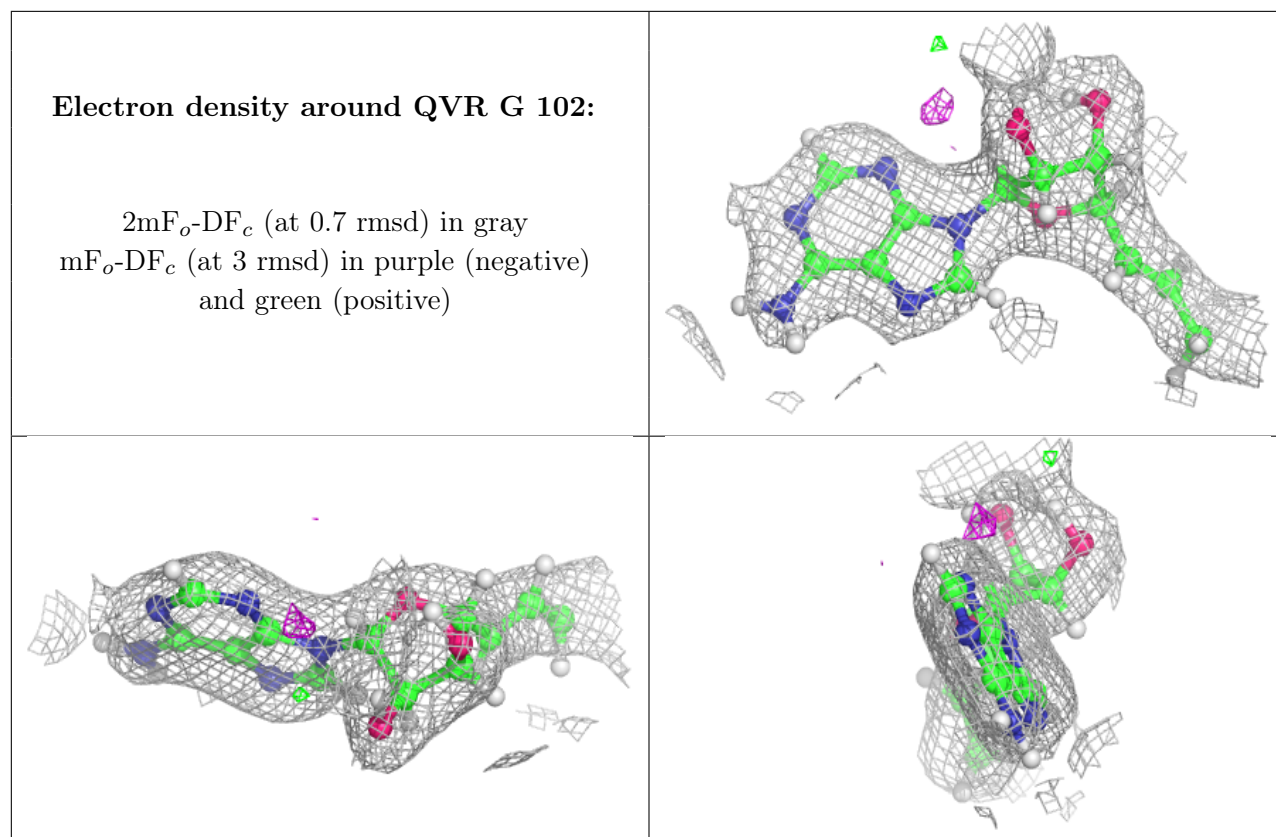 Electron density around QVR G 102:
2mFₒ-DF𝒸 (at 0.7 rmsd) in gray
mFₒ-DF𝒸 (at 3 rmsd) in purple (negative)
and green (positive)